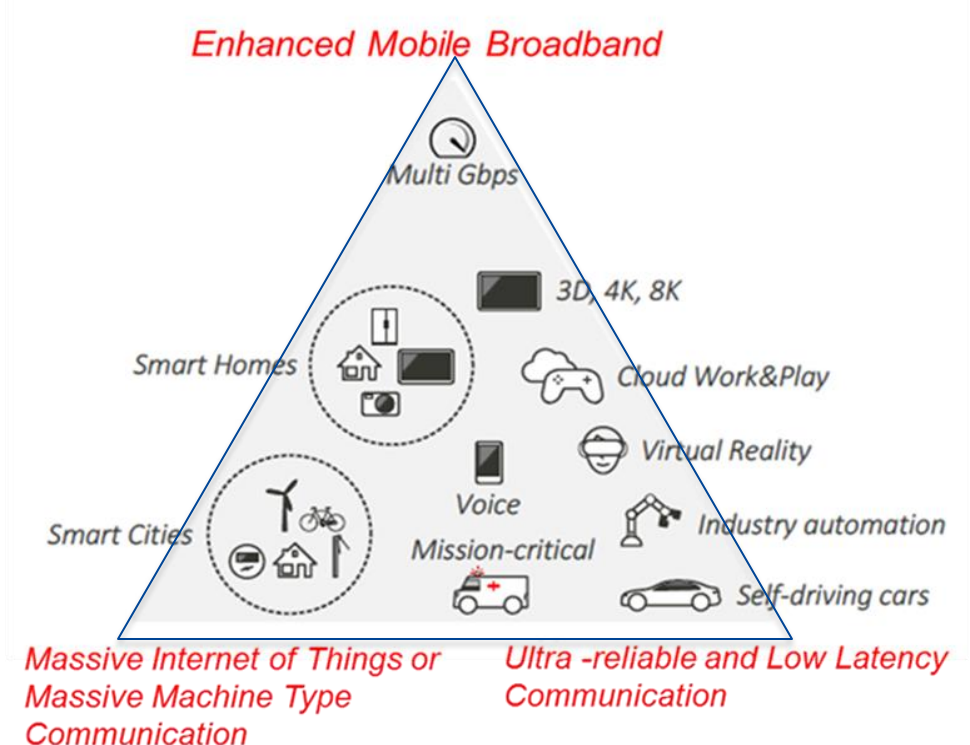 Enhanced Mobile Broadband
Multi Gbps
3D, 4K, 8K
Smart Homes
Cloud Work&Play
Virtual Reality
Voice
Smart Cities
Industry automation
Mission-critical
Self-driving cars
Massive Internet of Things or
Massive Machine Type
Communication
Ultra -reliable and Low Latency
Communication